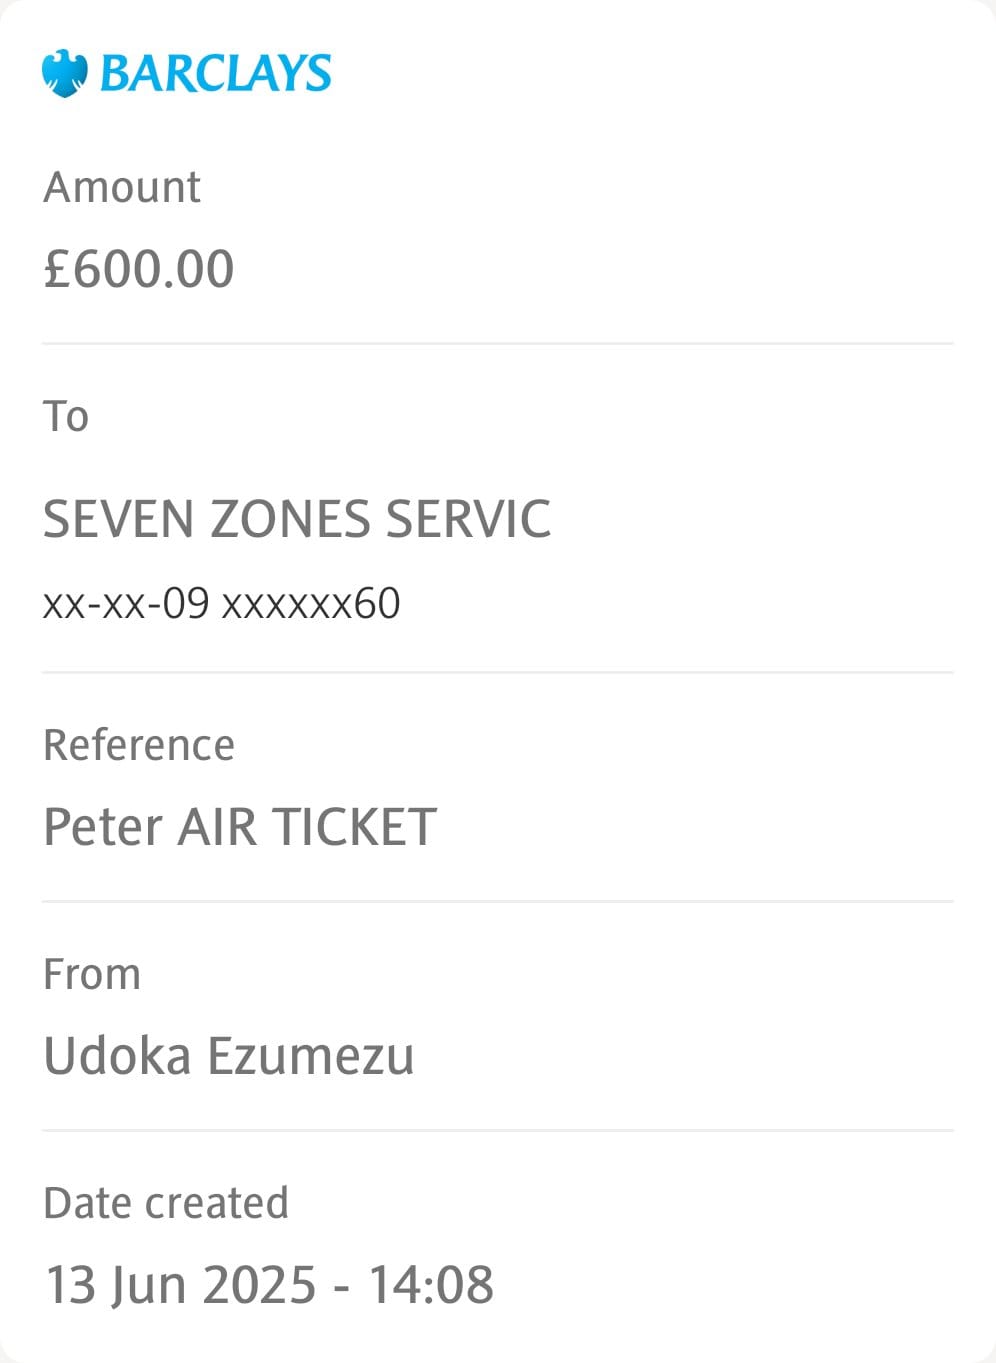 BARCLAYS
Amount
£600.00
To
SEVEN ZONES SERVIC
xx-xx-09 xxxxxx60
Reference
Peter AIR TICKET
From
Udoka Ezumezu
Date created
13 Jun 2025 - 14:08